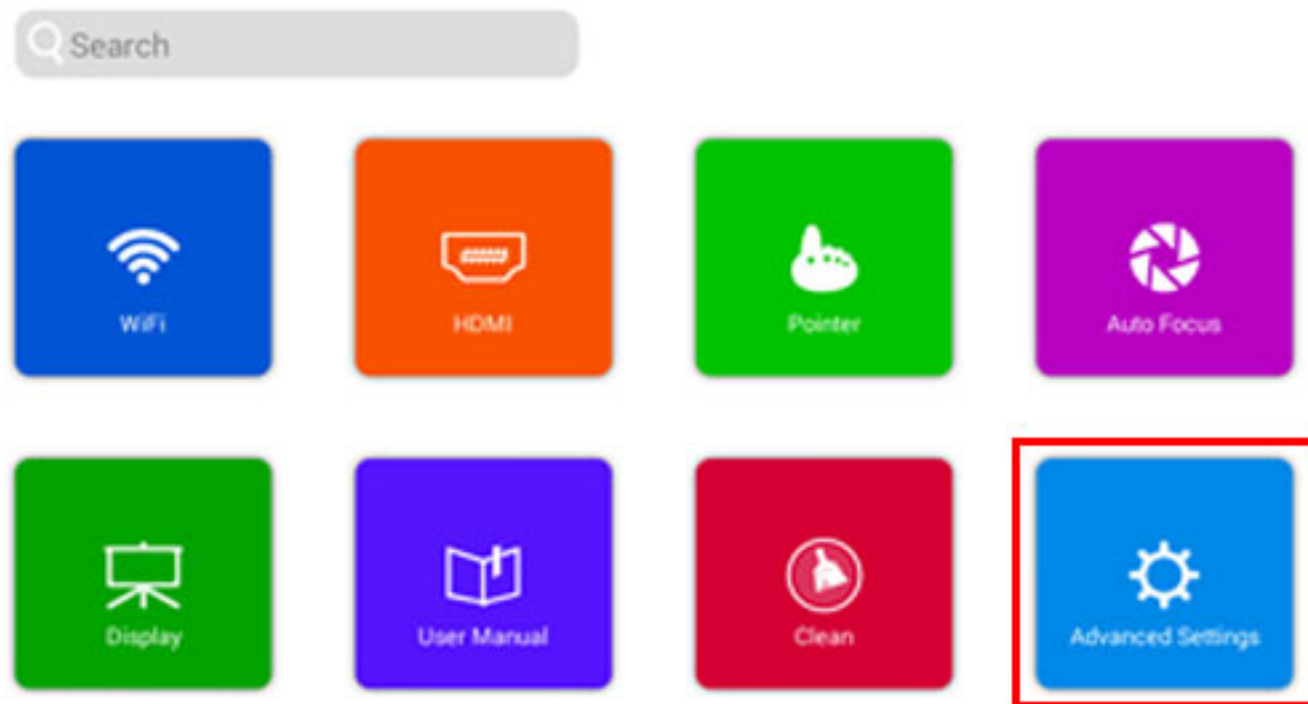 Search
WiFi
HDMI
Pointer
Auto Focus
Display
User Manual
Clean
Advanced Settings